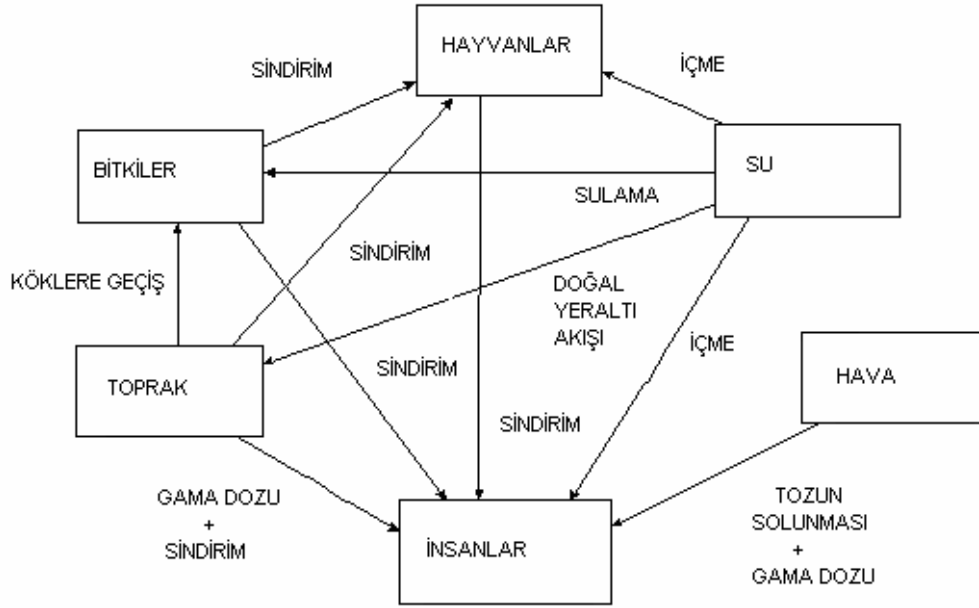 HAYVANLAR
SİNDİRİM
İÇME
BİTKİLER
SU
SULAMA
SİNDİRİM
KÖKLERE GEÇİŞ
DOĞAL
YERALTI
AKIŞI
İÇME
TOPRAK
SİNDİRİM
HAVA
SİNDİRİM
GAMA DOZU
+
SİNDİRİM
İNSANLAR
TOZUN
SOLUNMASI
+
GAMA DOZU